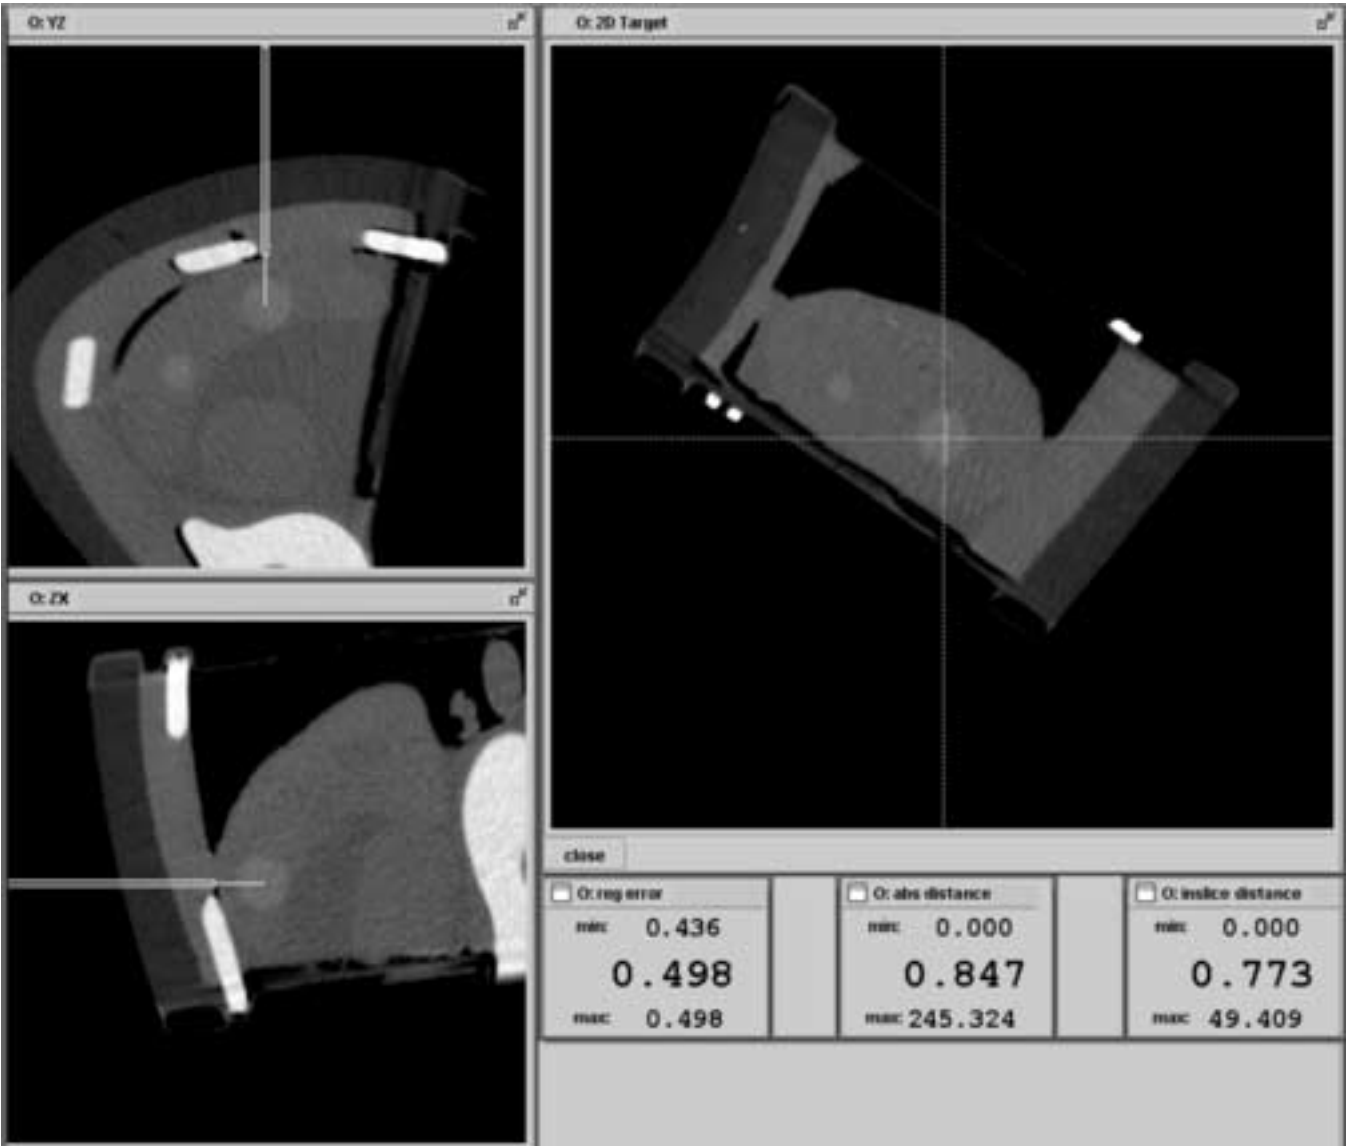 O: YZ
O: 2D Target
O: ZX
close
O: reg error
min: 0.436
0.498
max: 0.498
O: abs distance
min: 0.000
0.847
max: 245.324
O: inslice distance
min: 0.000
0.773
max: 49.409